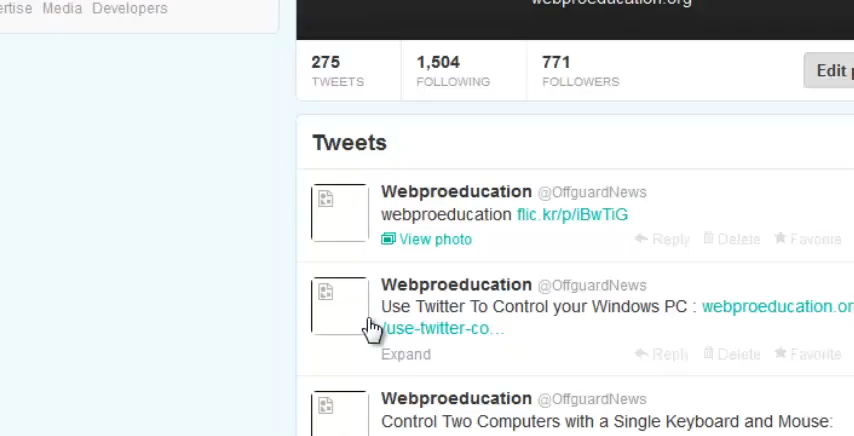 webproeducation.org
Media Developers
275 1,504 771
TWEETS FOLLOWING FOLLOWERS
Edit
Tweets
Webproeducation @OffguardNews
webproeducation flic.kr/p/iBwTiG
View photo Reply Delete Favorite
Webproeducation @OffguardNews
Use Twitter To Control your Windows PC : webproeducation.or
/use-twitter-co...
Expand Reply Delete Favorite
Webproeducation @OffguardNews
Control Two Computers with a Single Keyboard and Mouse: